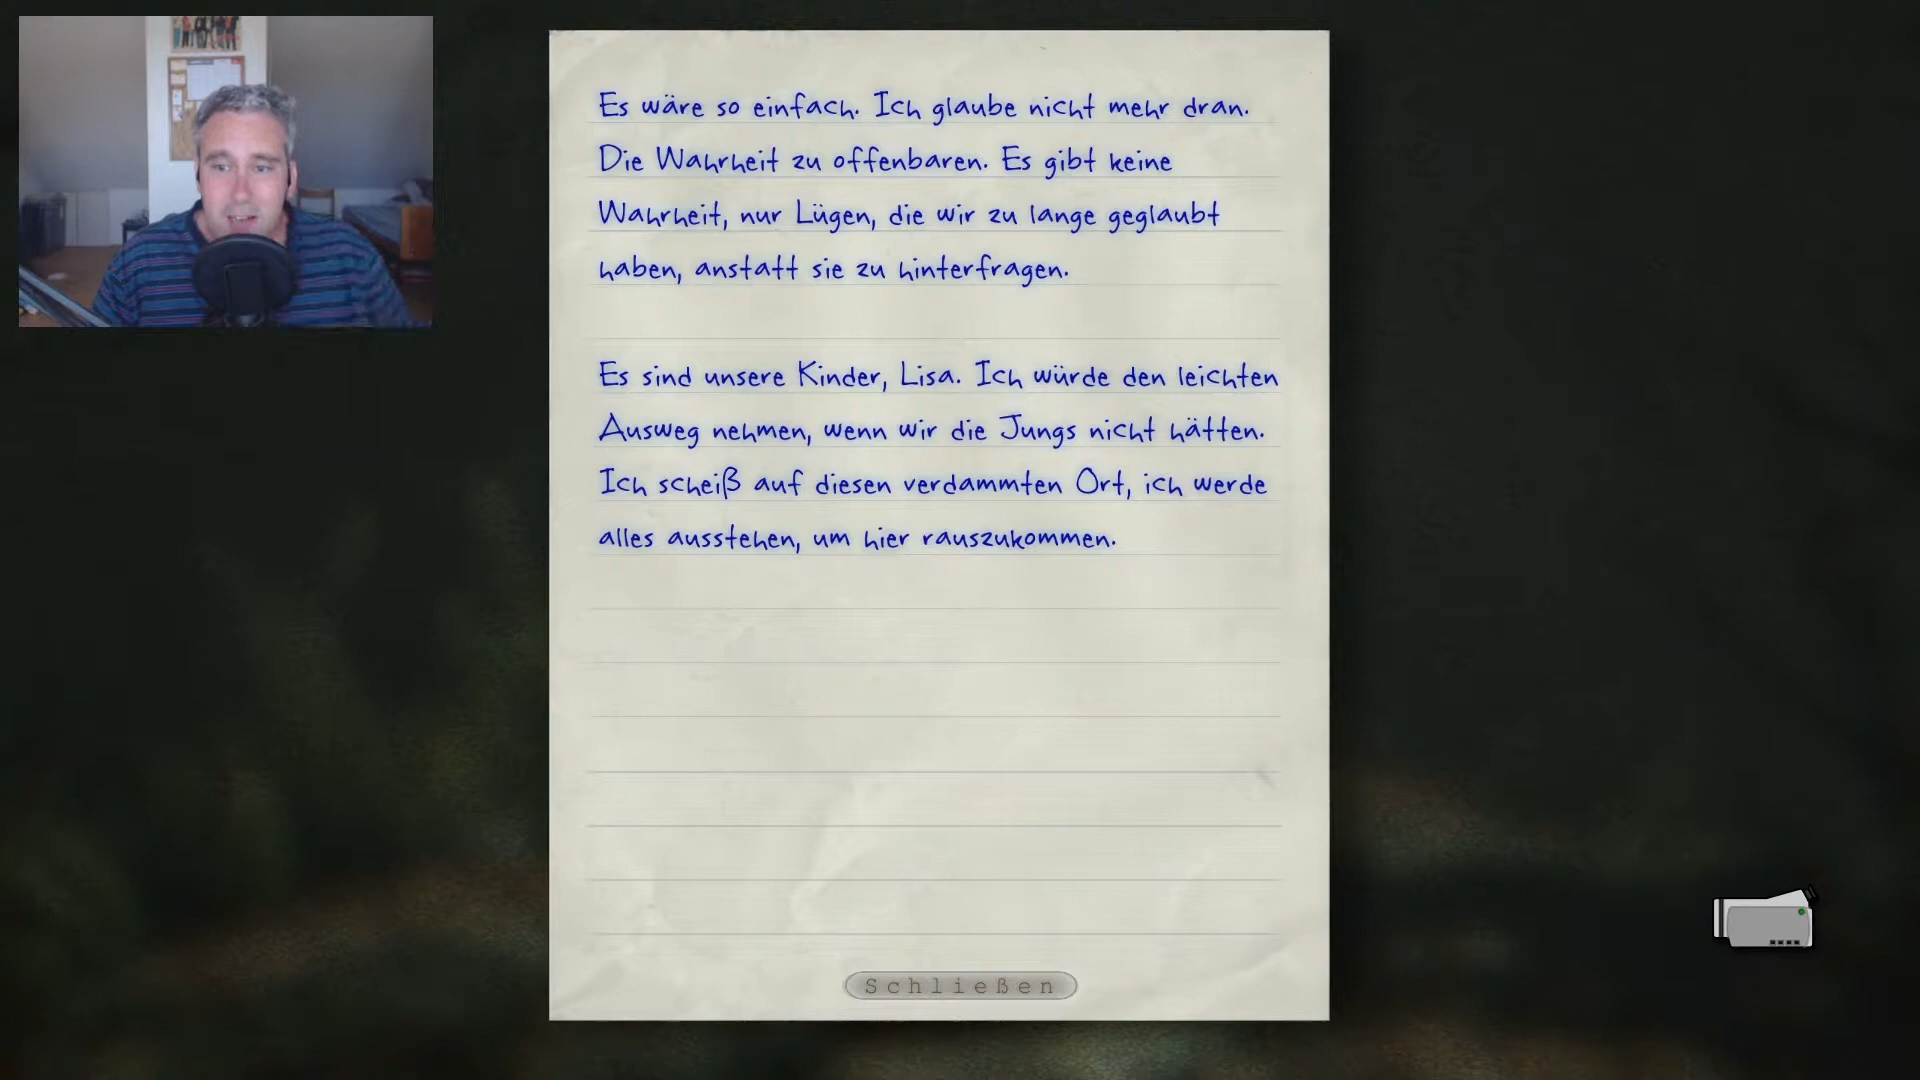 Es wäre so einfach. Ich glaube nicht mehr dran.
Die Wahrheit zu offenbaren. Es gibt keine
Wahrheit, nur Lügen, die wir zu lange geglaubt
haben, anstatt sie zu hinterfragen.
Es sind unsere Kinder, Lisa. Ich würde den leichten
Ausweg nehmen, wenn wir die Jungs nicht hätten.
Ich scheiß auf diesen verdammten Ort, ich werde
alles ausstehen, um hier rauszukommen.
Schließen